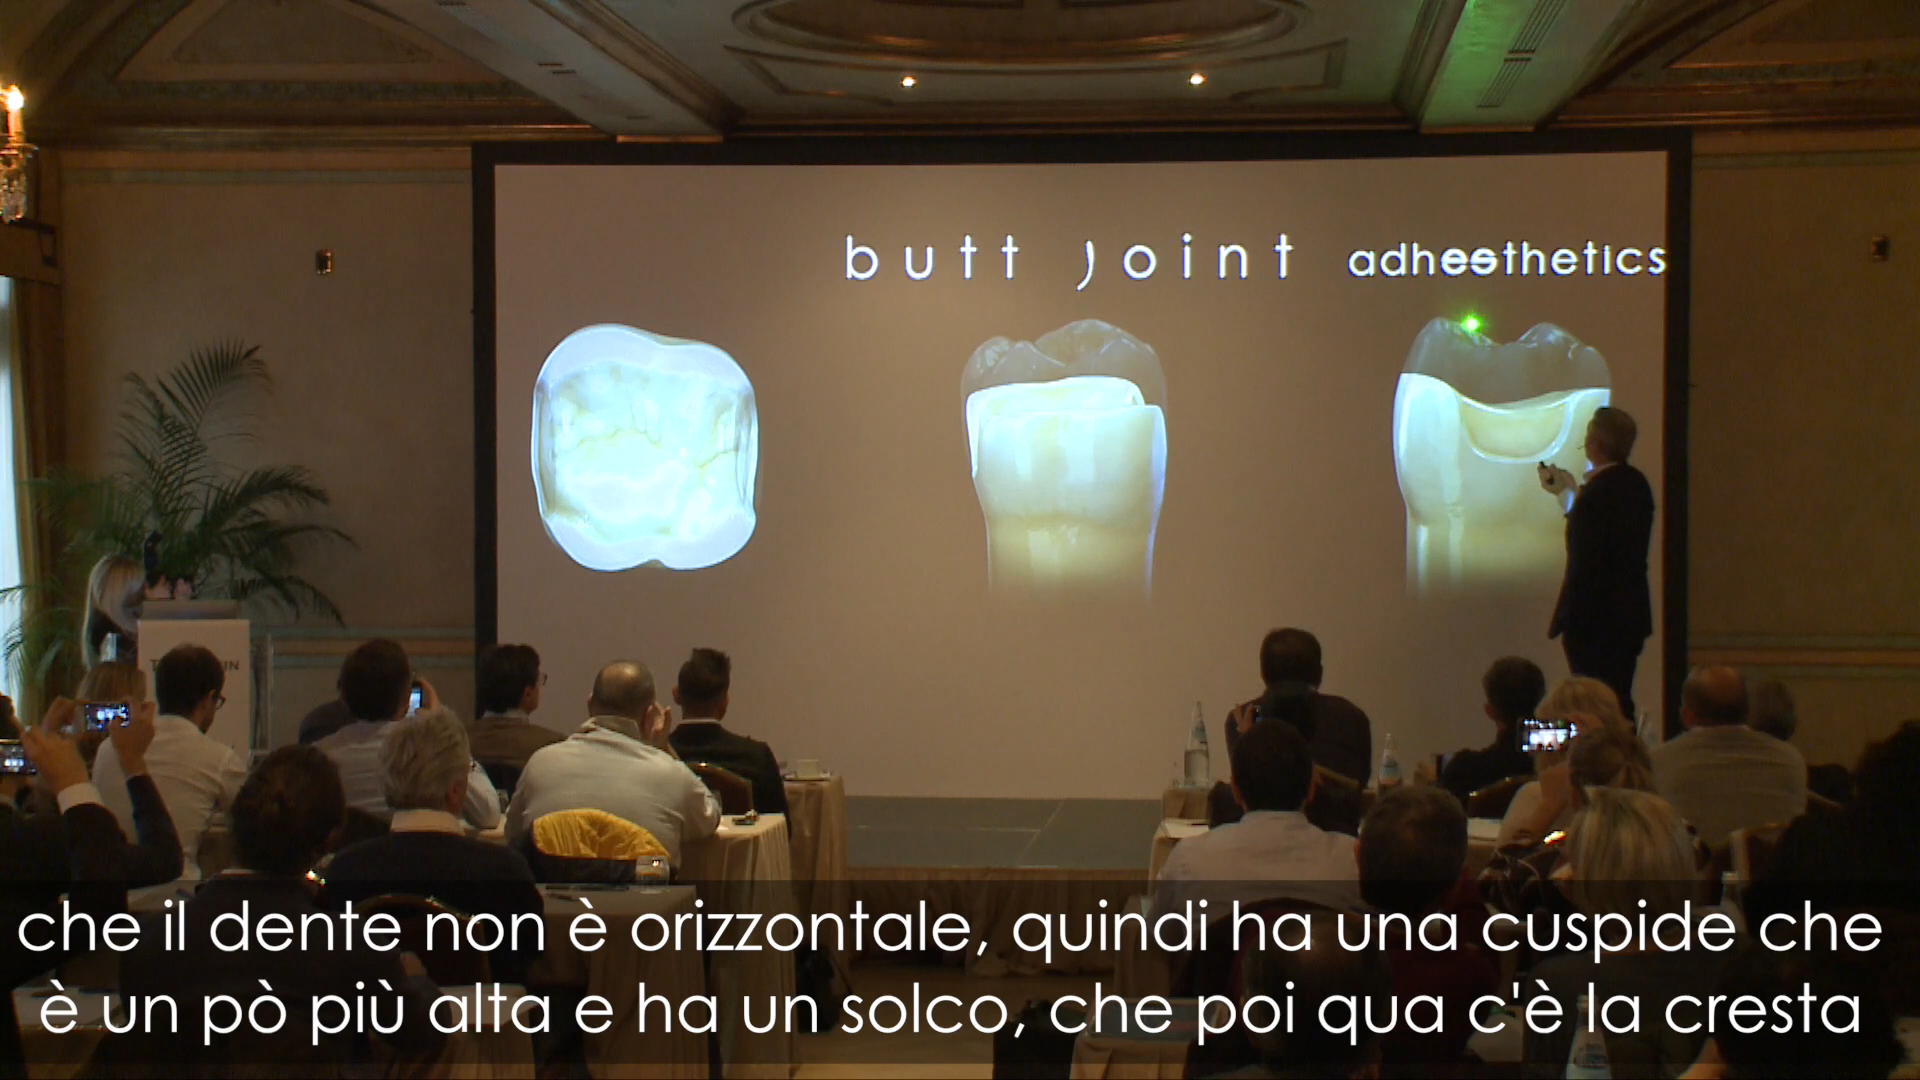 butt joint adhesthetics
che il dente non è orizzontale, quindi ha una cuspide che
è un pò più alta e ha un solco, che poi qua c'è la cresta